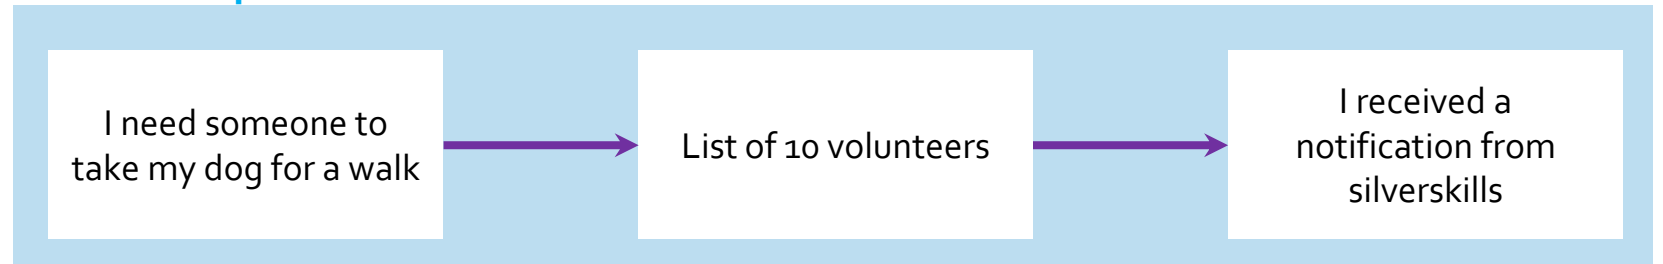 I need someone to
take my dog for a walk
List of 10 volunteers
I received a
notification from
silverskills